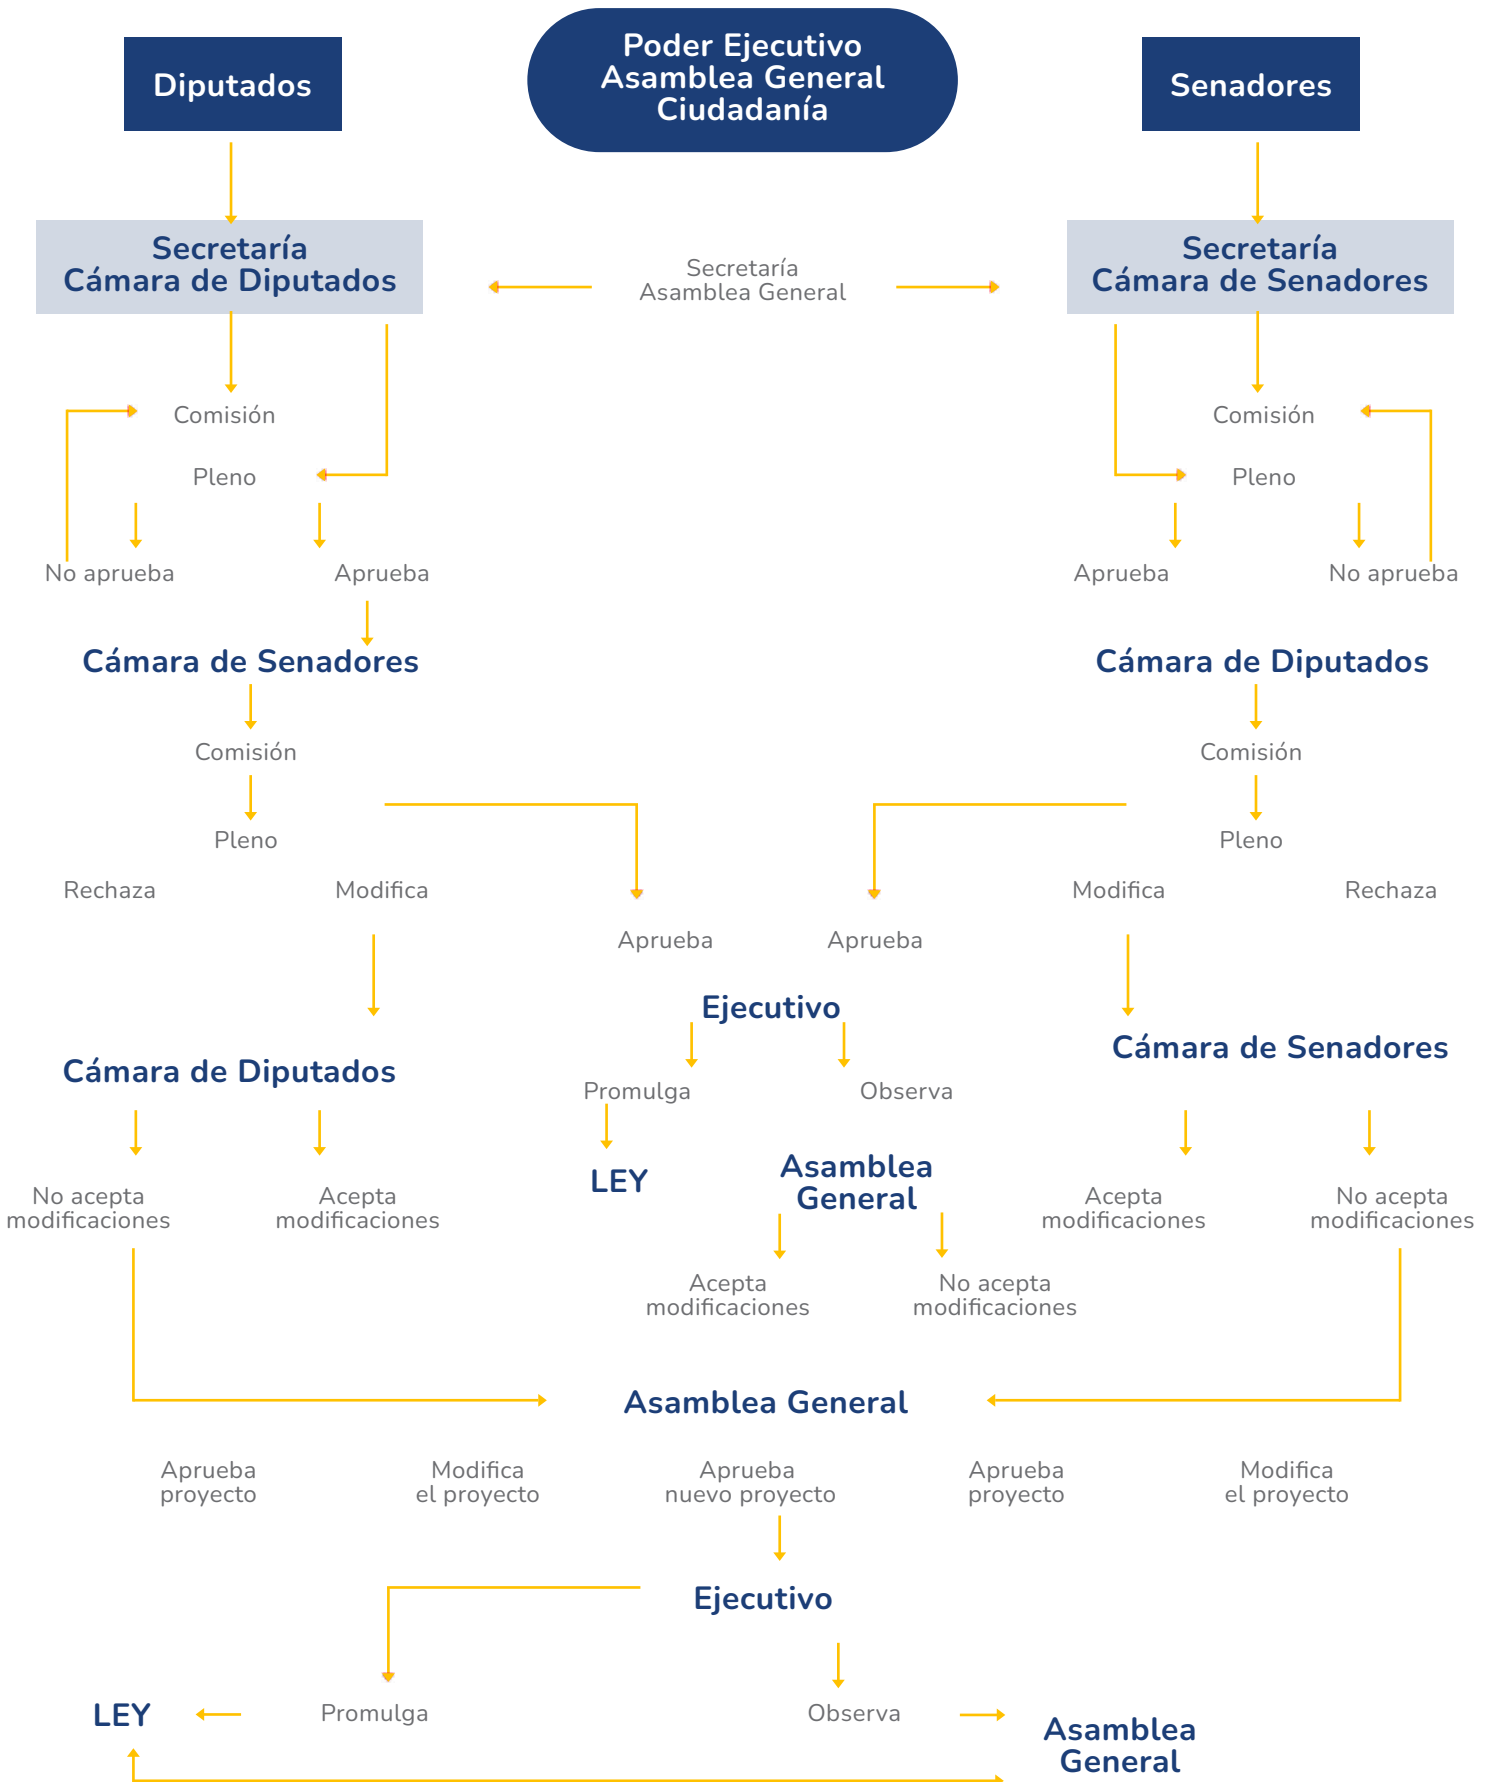 Diputados
Poder Ejecutivo
Asamblea General
Ciudadanía
Senadores
Secretaría
Cámara de Diputados
Secretaría
Asamblea General
Secretaría
Cámara de Senadores
Comisión
Comisión
Pleno
Pleno
No aprueba
Aprueba
Aprueba
No aprueba
Cámara de Senadores
Cámara de Diputados
Comisión
Comisión
Pleno
Pleno
Rechaza
Modifica
Modifica
Rechaza
Aprueba
Aprueba
Ejecutivo
Cámara de Senadores
Cámara de Diputados
Promulga
Observa
LEY
Asamblea
General
No acepta
modificaciones
Acepta
modificaciones
Acepta
modificaciones
No acepta
modificaciones
Acepta
modificaciones
No acepta
modificaciones
Asamblea General
Aprueba
proyecto
Modifica
el proyecto
Aprueba
nuevo proyecto
Aprueba
proyecto
Modifica
el proyecto
Ejecutivo
LEY
Promulga
Observa
Asamblea
General